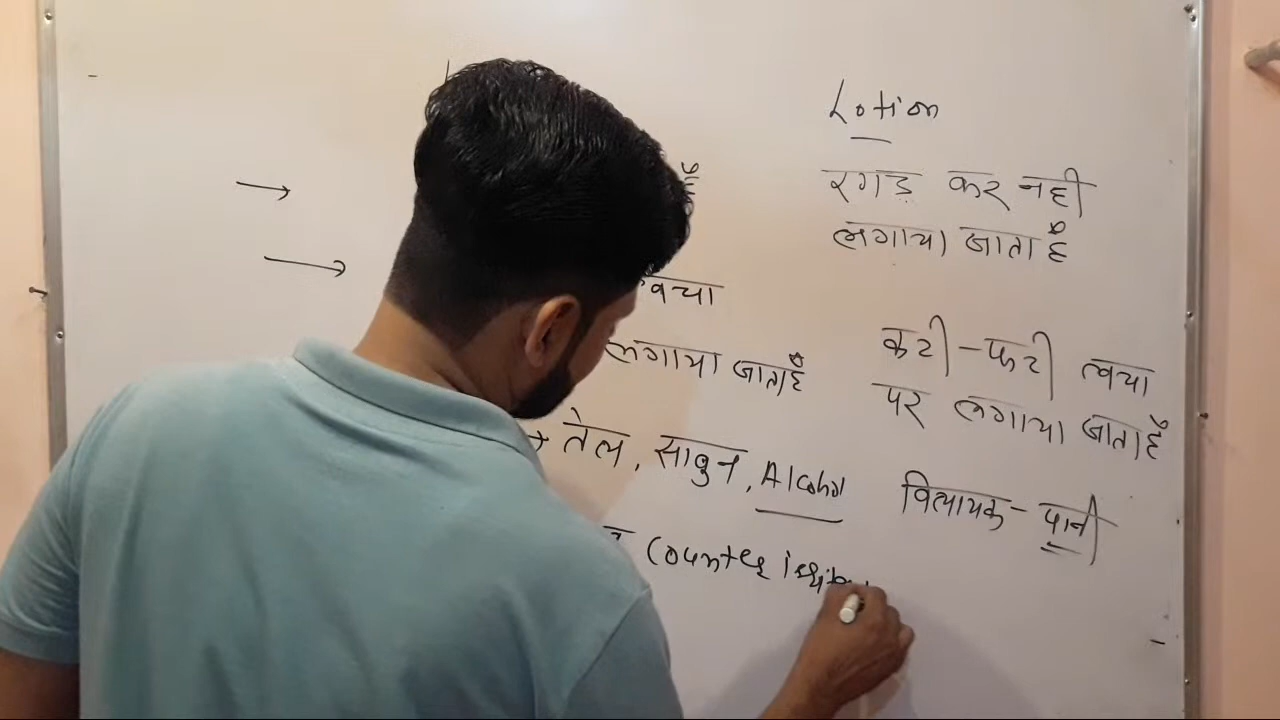 Lotion
रगड़ कर नही
लगाया जाता है
त्वचा
लगाया जाता है
कटी-फटी त्वचा
पर लगाया जाता है
→ तेल, साबुन, Alcohol
विलायक- पानी
Counter